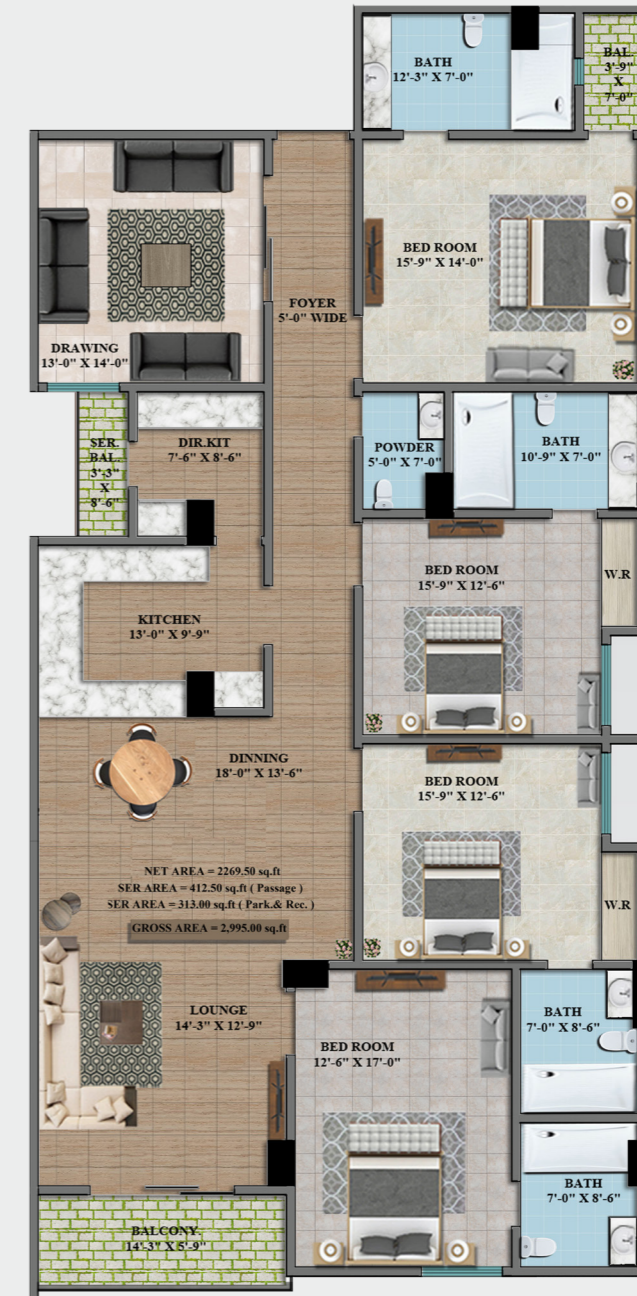 BATH
12'-3" X 7'-0"
BAL.
3'-9"
X
7'-0"
BED ROOM
15'-9" X 14'-0"
FOYER
5'-0" WIDE
DRAWING
13'-0" X 14'-0"
SER.
BAL.
3'-3"
X
8'-6"
DIR.KIT
7'-6" X 8'-6"
POWDER
5'-0" X 7'-0"
BATH
10'-9" X 7'-0"
BED ROOM
15'-9" X 12'-6"
W.R
KITCHEN
13'-0" X 9'-9"
DINNING
18'-0" X 13'-6"
BED ROOM
15'-9" X 12'-6"
W.R
NET AREA = 2269.50 sq.ft
SER AREA = 412.50 sq.ft ( Passage )
SER AREA = 313.00 sq.ft ( Park.& Rec. )
GROSS AREA = 2,995.00 sq.ft
LOUNGE
14'-3" X 12'-9"
BED ROOM
12'-6" X 17'-0"
BATH
7'-0" X 8'-6"
BATH
7'-0" X 8'-6"
BALCONY.
14'-3" X 5'-9"